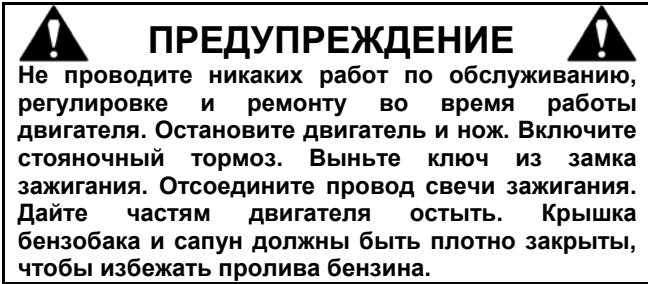 ПРЕДУПРЕЖДЕНИЕ
Не проводите никаких работ по обслуживанию,
регулировке и ремонту во время работы
двигателя. Остановите двигатель и нож. Включите
стояночный тормоз. Выньте ключ из замка
зажигания. Отсоедините провод свечи зажигания.
Дайте частям двигателя остыть. Крышка
бензобака и сапун должны быть плотно закрыты,
чтобы избежать пролива бензина.